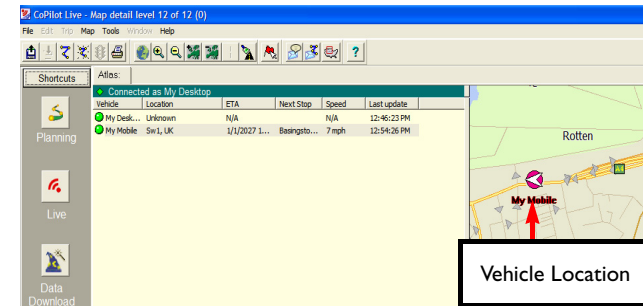 CoPilot Live - Map detail level 12 of 12 (0)
File Edit Trip Map Tools Window Help
?
Shortcuts
Atlas:
Connected as My Desktop
Vehicle Location ETA Next Stop Speed Last update
My Desk... Unknown N/A N/A 12:46:23 PM
My Mobile Sw1, UK 1/1/2027 1... Basingsto... 7 mph 12:54:26 PM
Planning
Live
Data
Download
Rotten
A4
My Mobile
Vehicle Location